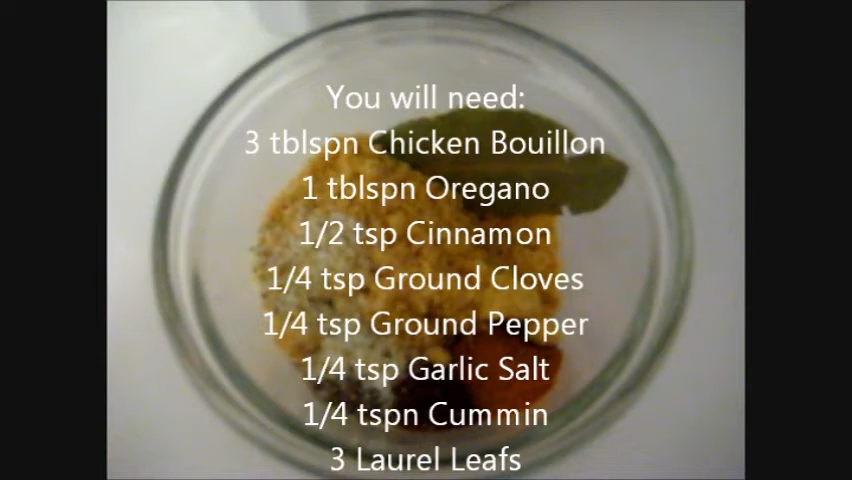 You will need:
3 tblspn Chicken Bouillon
1 tblspn Oregano
1/2 tsp Cinnamon
1/4 tsp Ground Cloves
1/4 tsp Ground Pepper
1/4 tsp Garlic Salt
1/4 tspn Cummin
3 Laurel Leafs